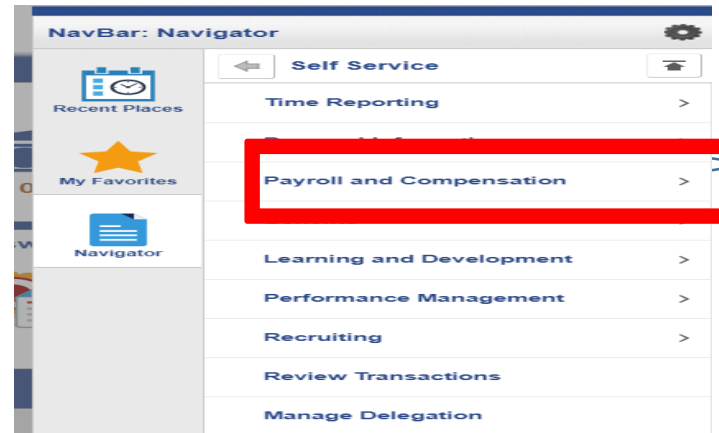 NavBar: Navigator
Recent Places
My Favorites
Navigator
Self Service
Time Reporting
Payroll and Compensation
Learning and Development
Performance Management
Recruiting
Review Transactions
Manage Delegation